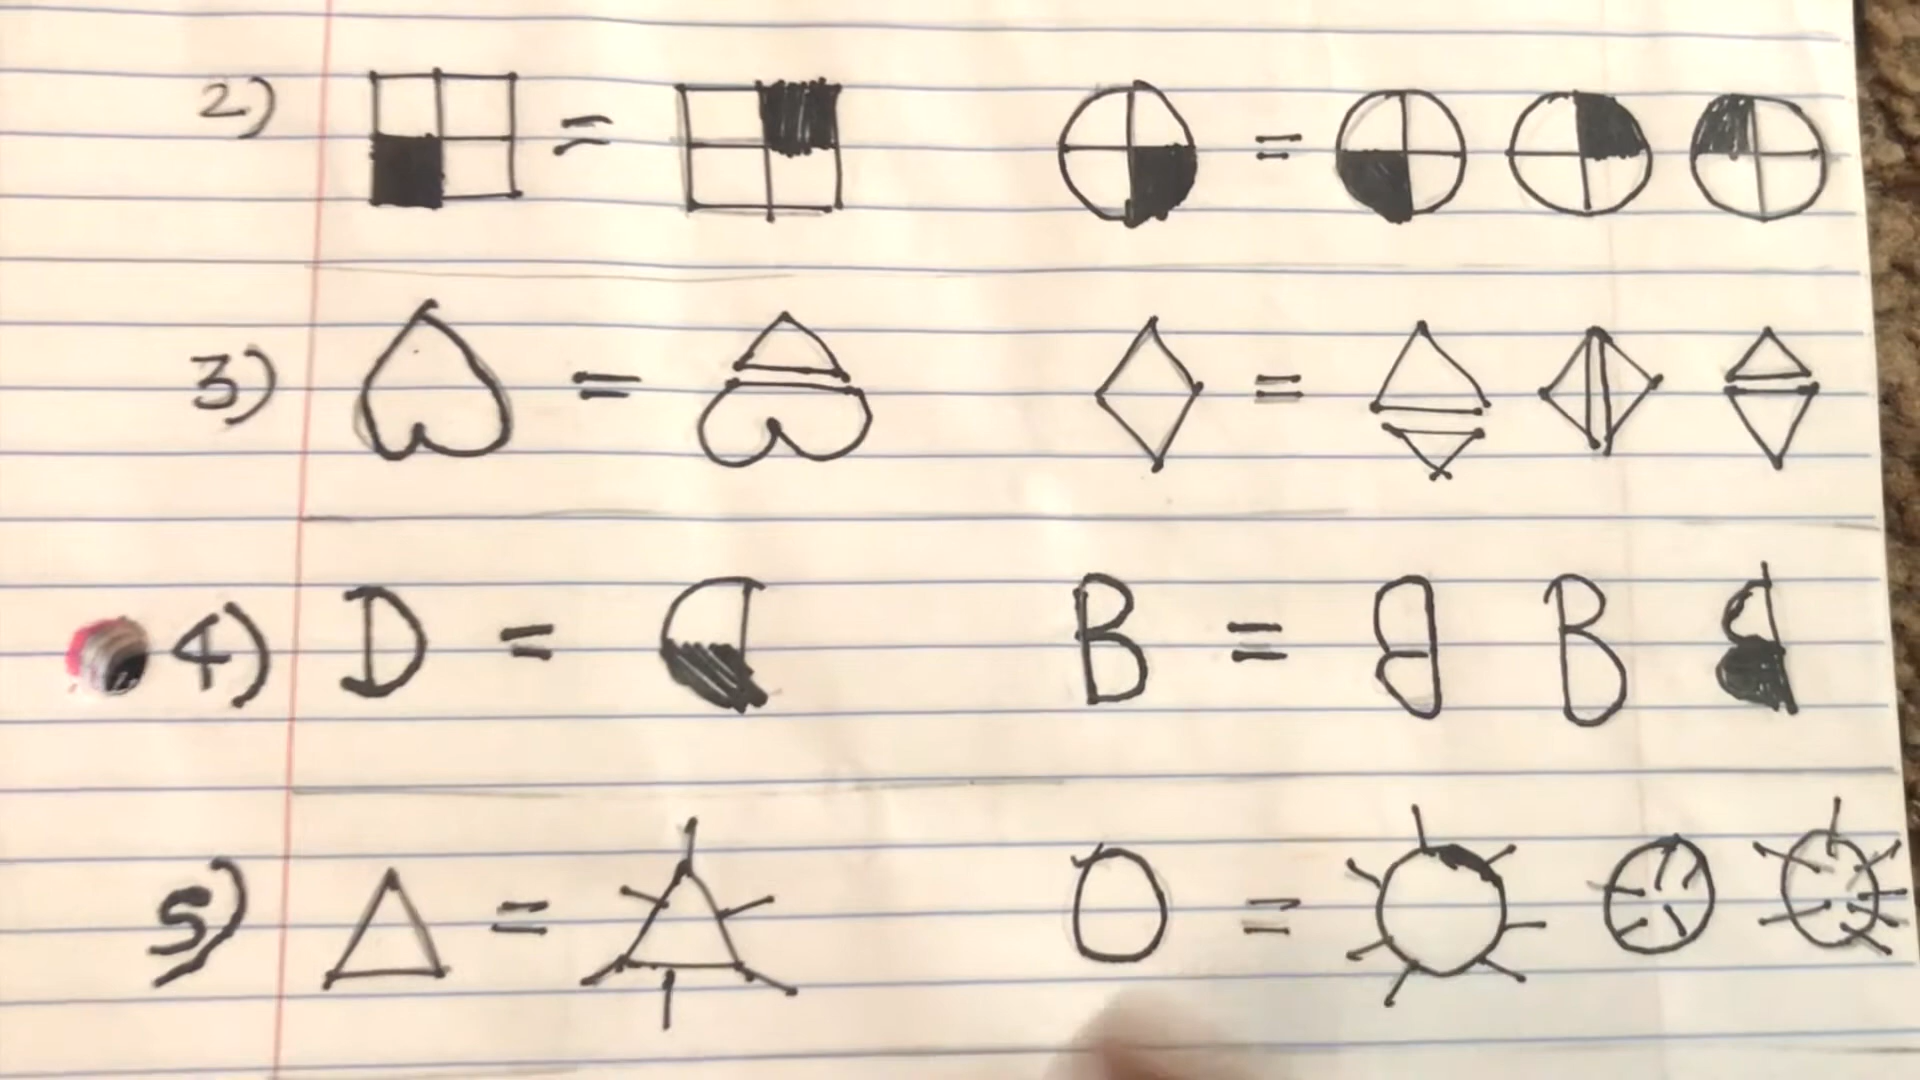 2) = =
3) = =
4) D = B = B
5) = O =